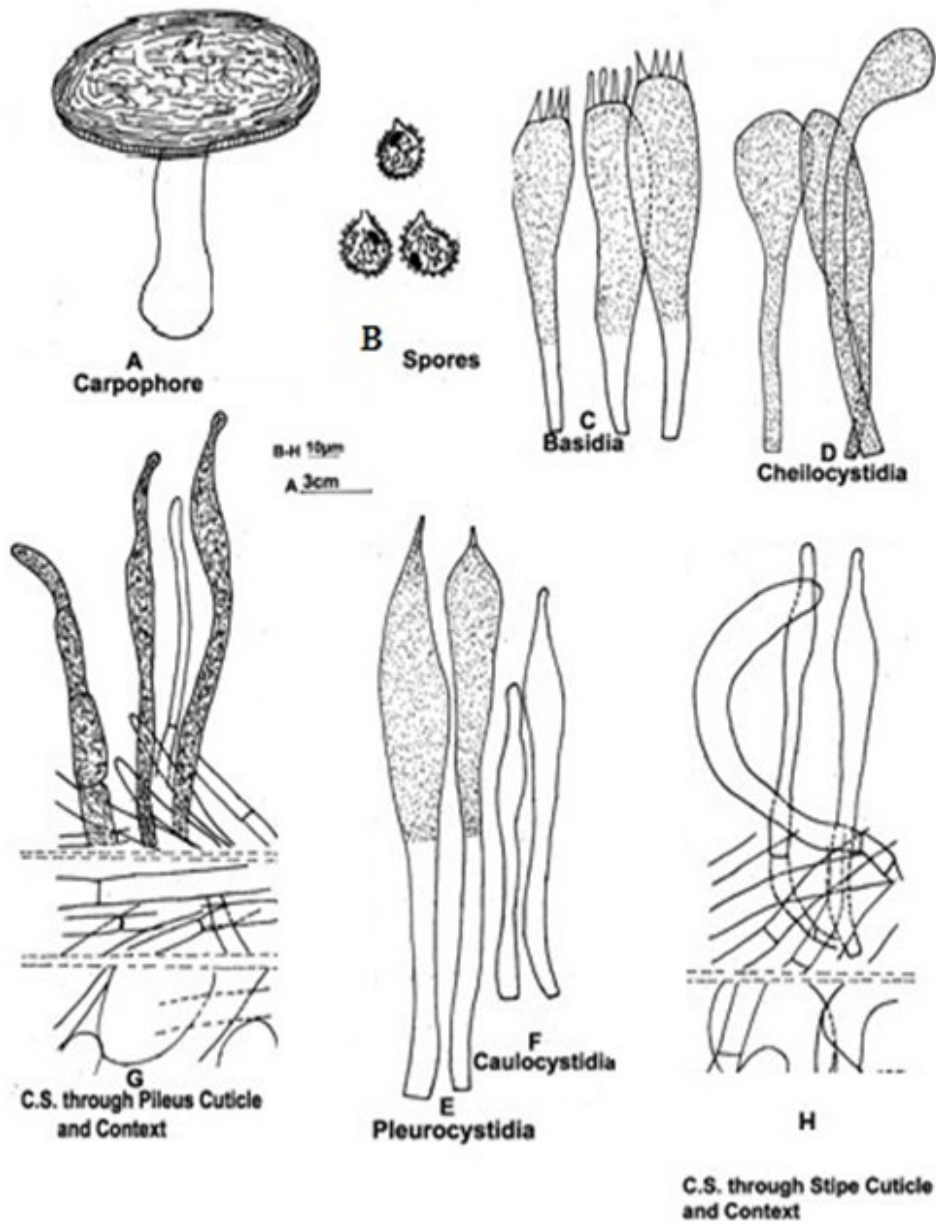 A
Carpophore
B
Spores
C
Basidia
D
Cheilocystidia
B-H 10µm
A 3cm
G
C.S. through Pileus Cuticle
and Context
E
Pleurocystidia
F
Caulocystidia
H
C.S. through Stipe Cuticle
and Context